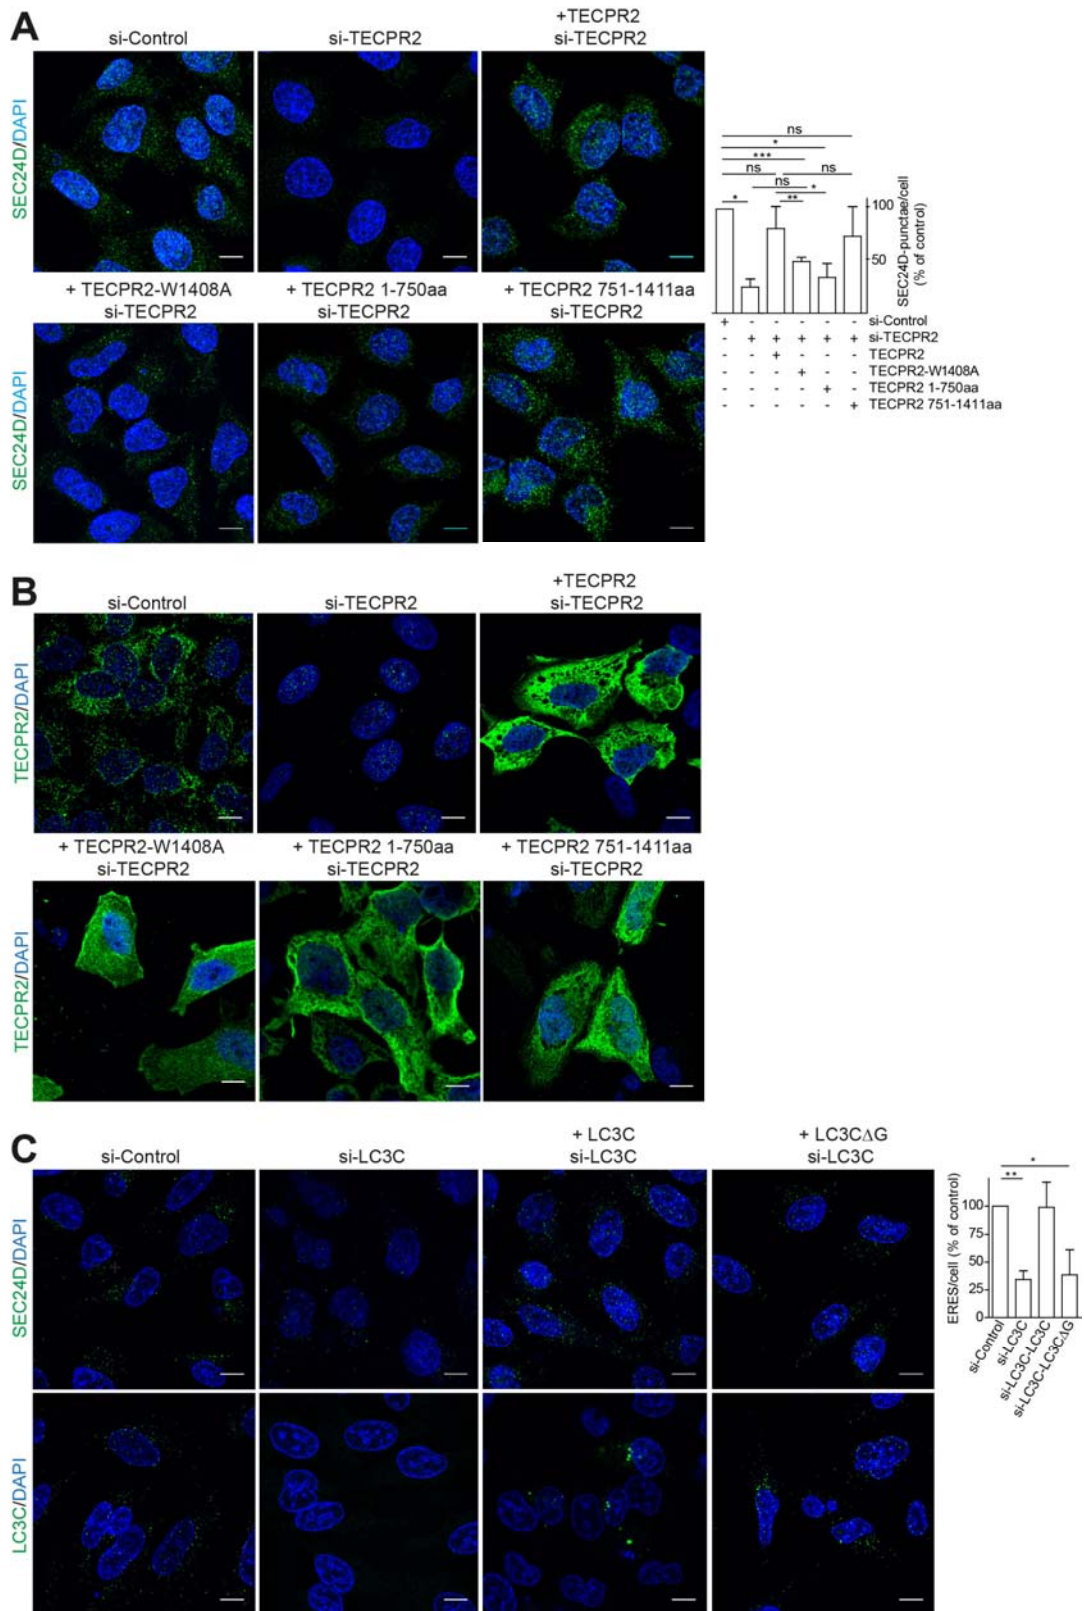 A
si-Control
si-TECPR2
+TECPR2
si-TECPR2
SEC24D/DAPI
+ TECPR2-W1408A
si-TECPR2
+ TECPR2 1-750aa
si-TECPR2
+ TECPR2 751-1411aa
si-TECPR2
SEC24D/DAPI
ns
*
***
ns ns
ns *
* **
100
50
SEC24D-punctae/cell
(% of control)
+ - - - - - si-Control
- + + + + + si-TECPR2
- - + - - - TECPR2
- - - + - - TECPR2-W1408A
- - - - + - TECPR2 1-750aa
- - - - - + TECPR2 751-1411aa
B
si-Control
si-TECPR2
+TECPR2
si-TECPR2
TECPR2/DAPI
+ TECPR2-W1408A
si-TECPR2
+ TECPR2 1-750aa
si-TECPR2
+ TECPR2 751-1411aa
si-TECPR2
TECPR2/DAPI
C
si-Control
si-LC3C
+ LC3C
si-LC3C
+ LC3CΔG
si-LC3C
SEC24D/DAPI
LC3C/DAPI
*
**
ERES/cell (% of control)
100
75
50
25
0
si-Control
si-LC3C
si-LC3C-LC3C
si-LC3C-LC3CΔG